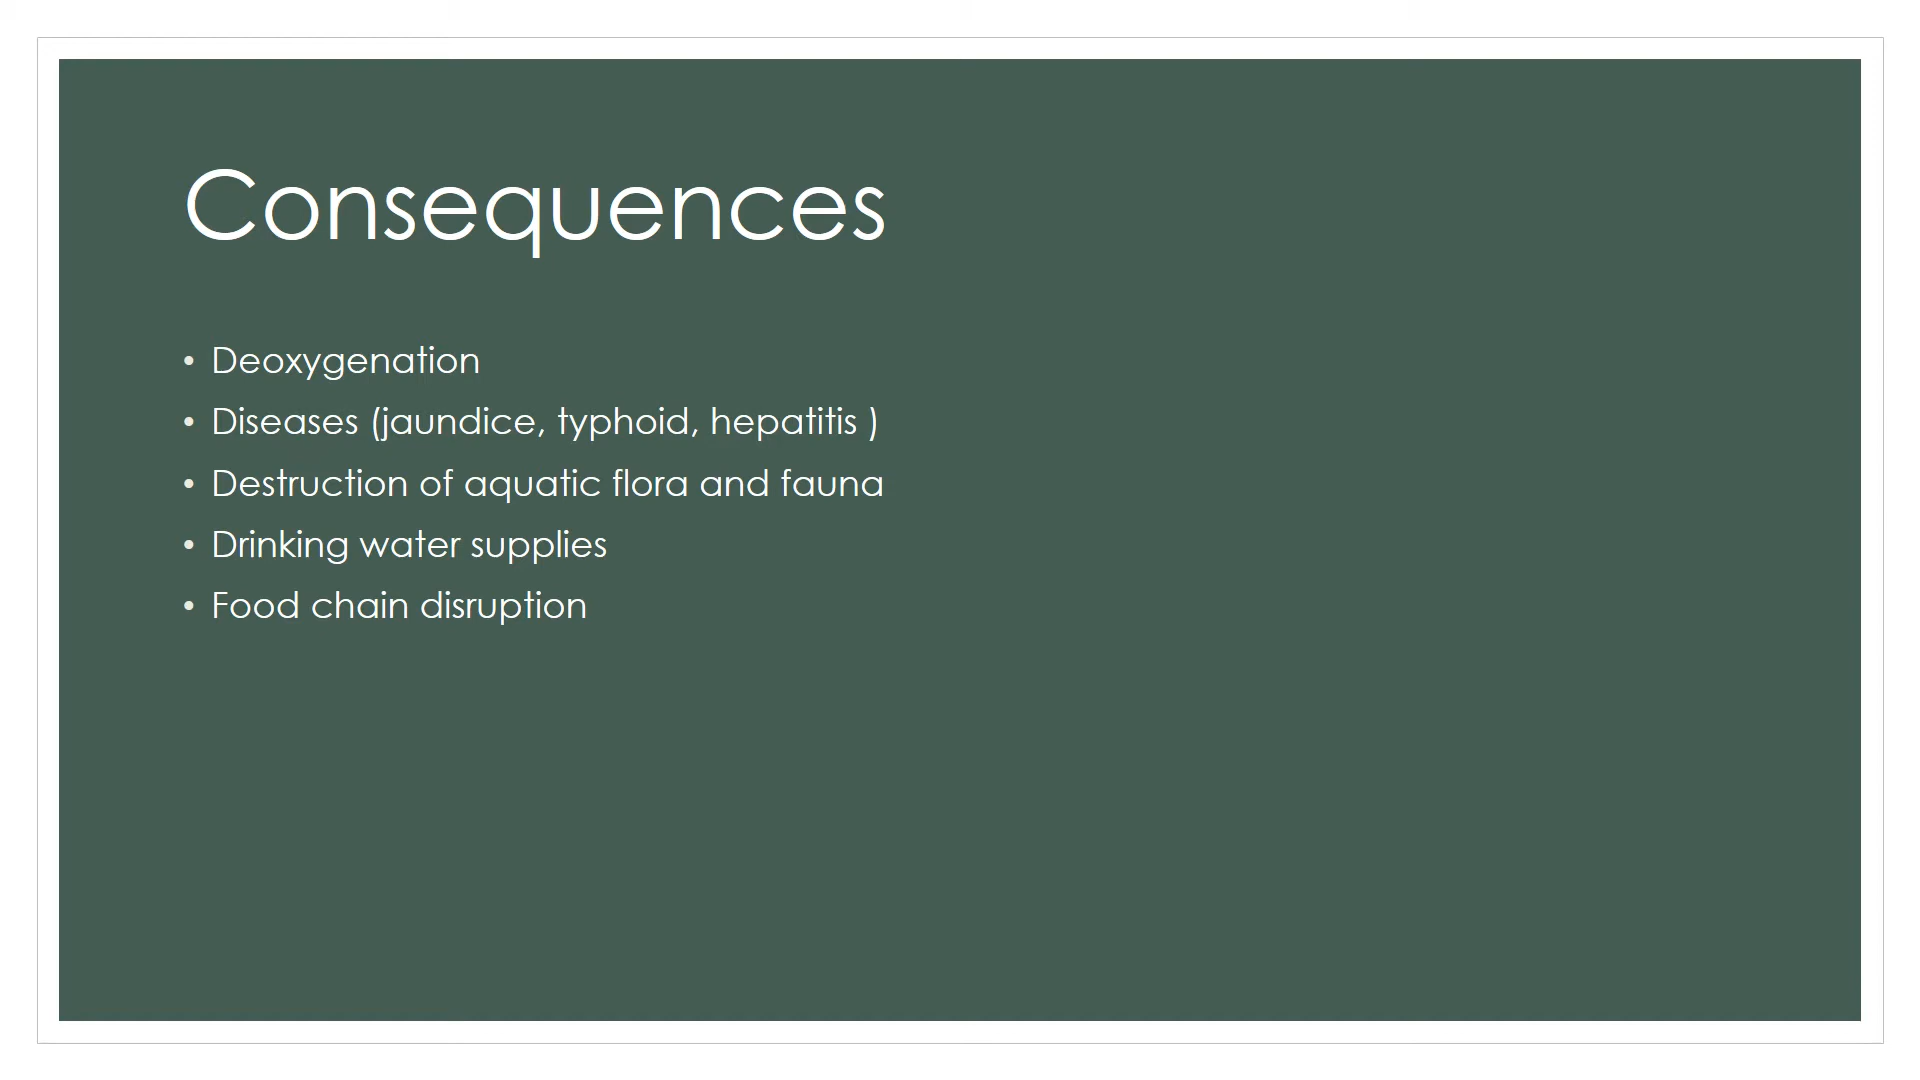 Consequences
• Deoxygenation
• Diseases (jaundice, typhoid, hepatitis )
• Destruction of aquatic flora and fauna
• Drinking water supplies
• Food chain disruption